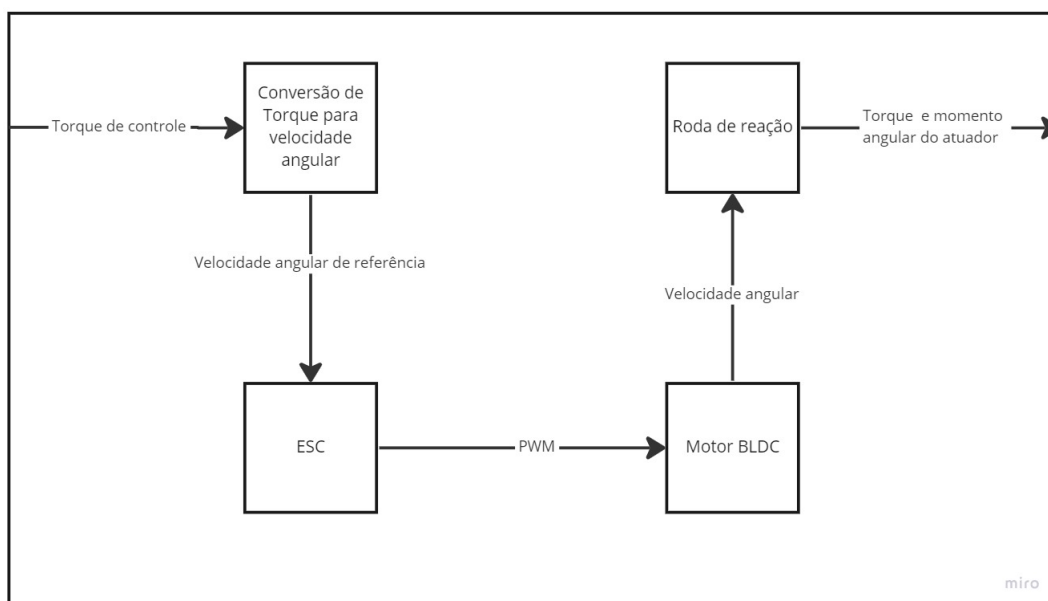 Torque de controle
Conversão de
Torque para
velocidade
angular
Velocidade angular de referência
ESC
PWM
Motor BLDC
Velocidade angular
Roda de reação
Torque e momento
angular do atuador
miro